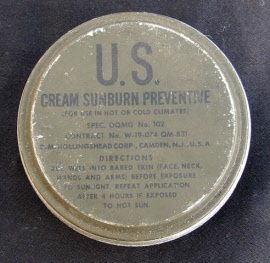 U.S.
CREAM SUNBURN PREVENTIVE
(FOR USE IN HOT OR COLD CLIMATES)
SPEC. OQMG No. 102
CONTRACT No. W-19-074 QM-831
HOLLINGSHEAD CORP., CAMDEN, N.J., U.S.A.
DIRECTIONS
RUB WELL INTO BARED SKIN (FACE, NECK,
HANDS AND ARMS) BEFORE EXPOSURE
TO SUNLIGHT. REPEAT APPLICATION
AFTER 4 HOURS IF EXPOSED
TO HOT SUN.